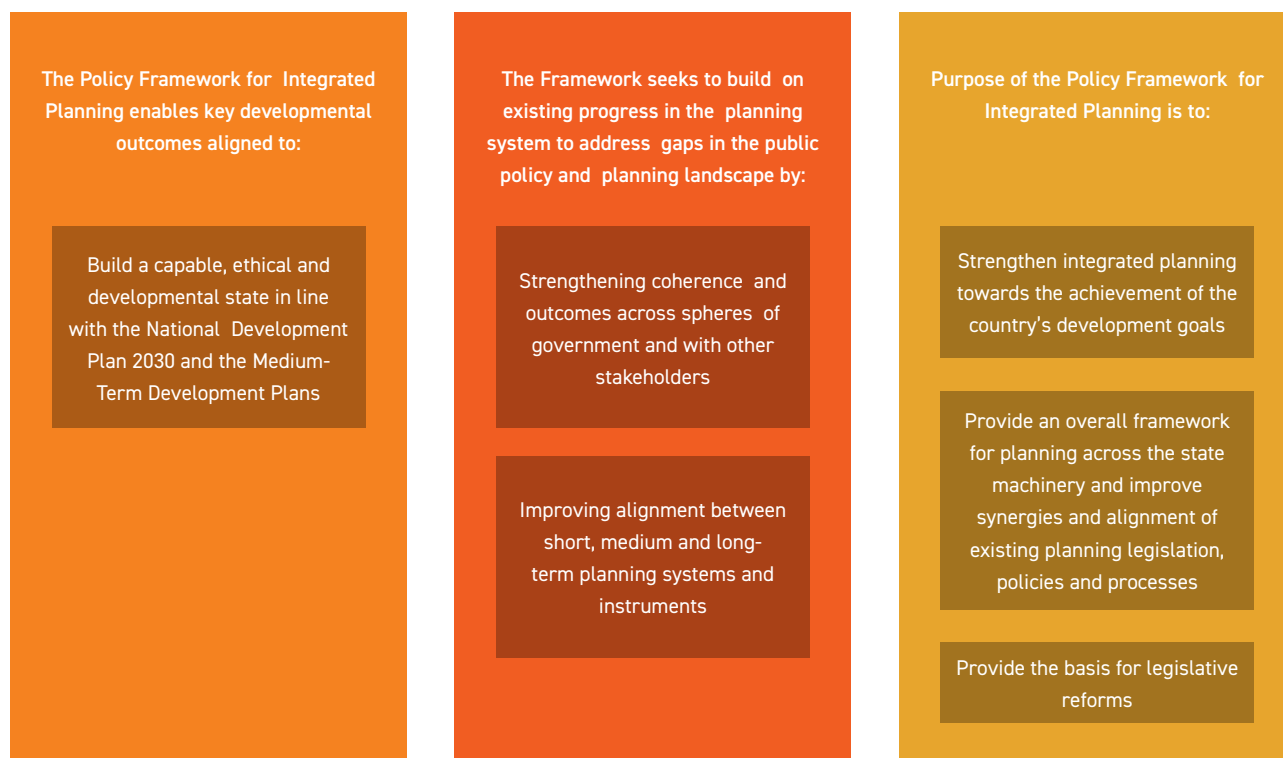 The Policy Framework for Integrated
Planning enables key developmental
outcomes aligned to:
Build a capable, ethical and
developmental state in line
with the National Development
Plan 2030 and the Medium-
Term Development Plans
The Framework seeks to build on
existing progress in the planning
system to address gaps in the public
policy and planning landscape by:
Strengthening coherence and
outcomes across spheres of
government and with other
stakeholders
Improving alignment between
short, medium and long-
term planning systems and
instruments
Purpose of the Policy Framework for
Integrated Planning is to:
Strengthen integrated planning
towards the achievement of the
country's development goals
Provide an overall framework
for planning across the state
machinery and improve
synergies and alignment of
existing planning legislation,
policies and processes
Provide the basis for legislative
reforms